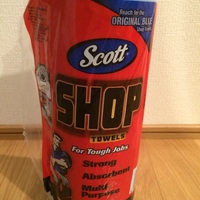 Reach for the
ORIGINAL BLUE
Scott
SHOP
TOWELS
For Tough Jobs
Strong
Absorbent
Multi
Purpose